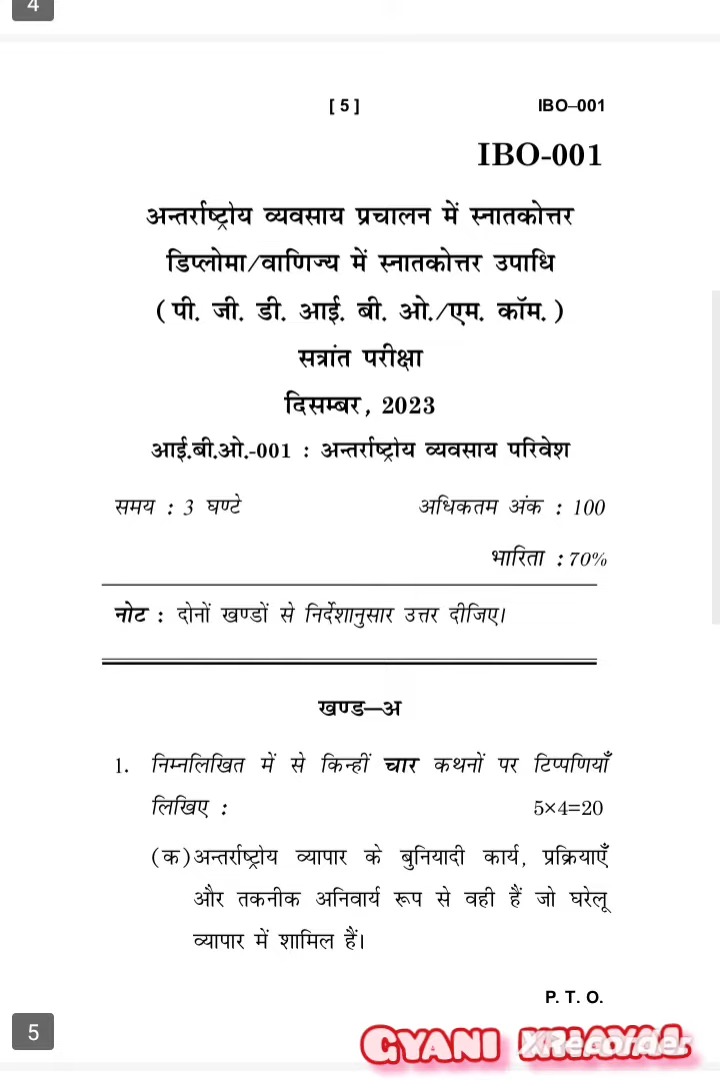 4
[ 5 ] IBO–001
IBO-001
अन्तर्राष्ट्रीय व्यवसाय प्रचालन में स्नातकोत्तर
डिप्लोमा/वाणिज्य में स्नातकोत्तर उपाधि
(पी. जी. डी. आई. बी. ओ./एम. कॉम.)
सत्रांत परीक्षा
दिसम्बर, 2023
आई.बी.ओ.-001 : अन्तर्राष्ट्रीय व्यवसाय परिवेश
समय : 3 घण्टे अधिकतम अंक : 100
भारिता : 70%
नोट : दोनों खण्डों से निर्देशानुसार उत्तर दीजिए।
खण्ड—अ
1. निम्नलिखित में से किन्हीं चार कथनों पर टिप्पणियाँ
लिखिए : 5×4=20
(क) अन्तर्राष्ट्रीय व्यापार के बुनियादी कार्य, प्रक्रियाएँ
और तकनीक अनिवार्य रूप से वही हैं जो घरेलू
व्यापार में शामिल हैं।
P. T. O.
5
GYANI
XRecorder